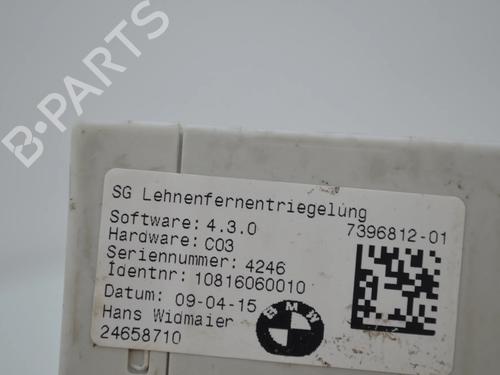 B-PARTS
SG Lehnenfernentriegelung
Software: 4.3.0 7396812-01
Hardware: C03
Seriennummer: 4246
Identnr: 10816060010
Datum: 09-04-15
Hans Widmaier
24658710
BMW